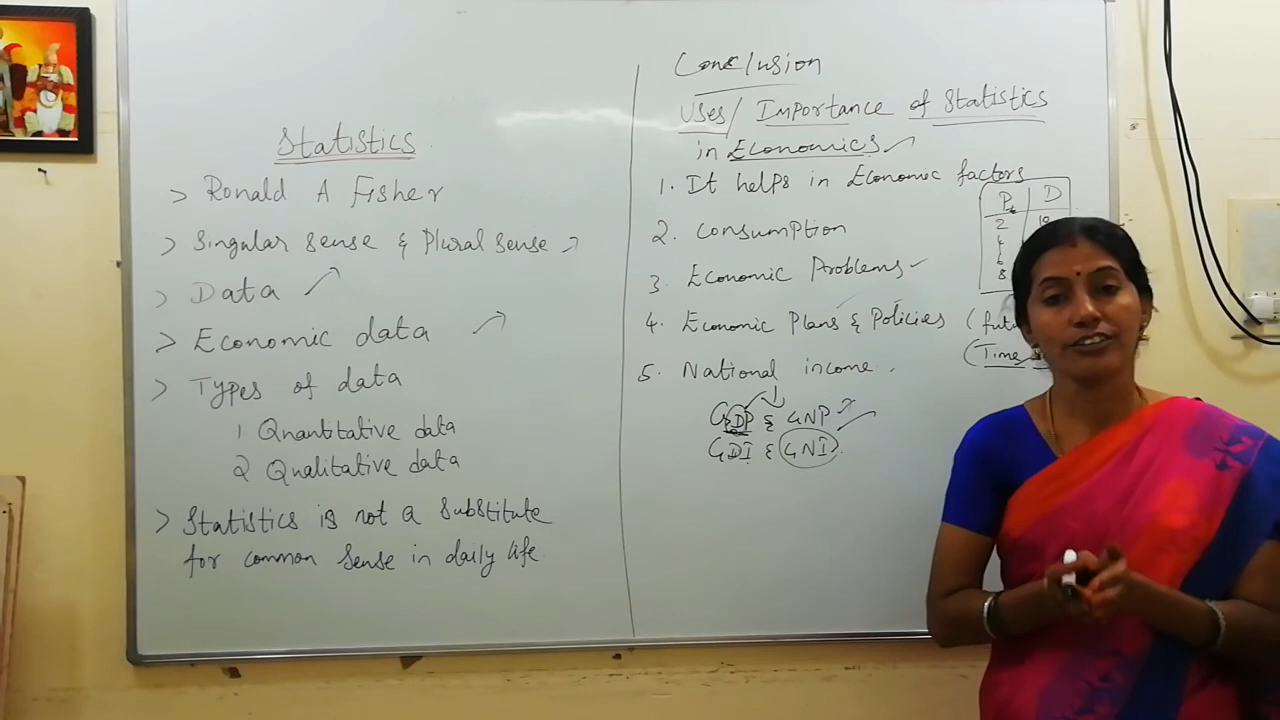 Statistics
> Ronald A Fisher
> Singular sense & Plural sense
> Data
> Economic data
> Types of data
1 Quantitative data
2 Qualitative data
> Statistics is not a substitute
for common sense in daily life
Conclusion
Uses/ Importance of Statistics
in Economics
1. It helps in Economic factors
2. Consumption
3 Economic Problems
4. Economic Plans & Policies
5. National income
GDP & GNP
GDI & GNI
P D
2
8
(Time